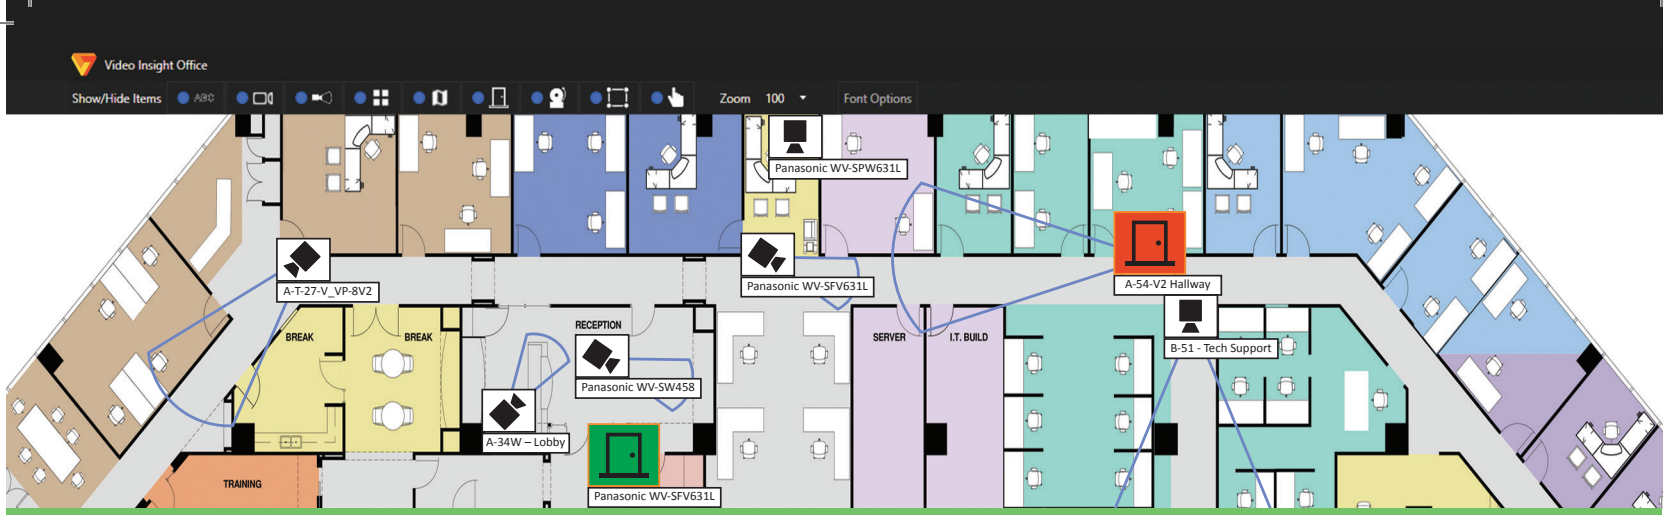 Video Insight Office
Show/Hide Items ABC Zoom 100 Font Options
Panasonic WV-SPW631L
A-T-27-V_VP-8V2
Panasonic WV-SFV631L
A-54-V2 Hallway
BREAK
BREAK
RECEPTION
SERVER
I.T. BUILD
B-51 - Tech Support
Panasonic WV-SW458
A-34W – Lobby
TRAINING
Panasonic WV-SFV631L